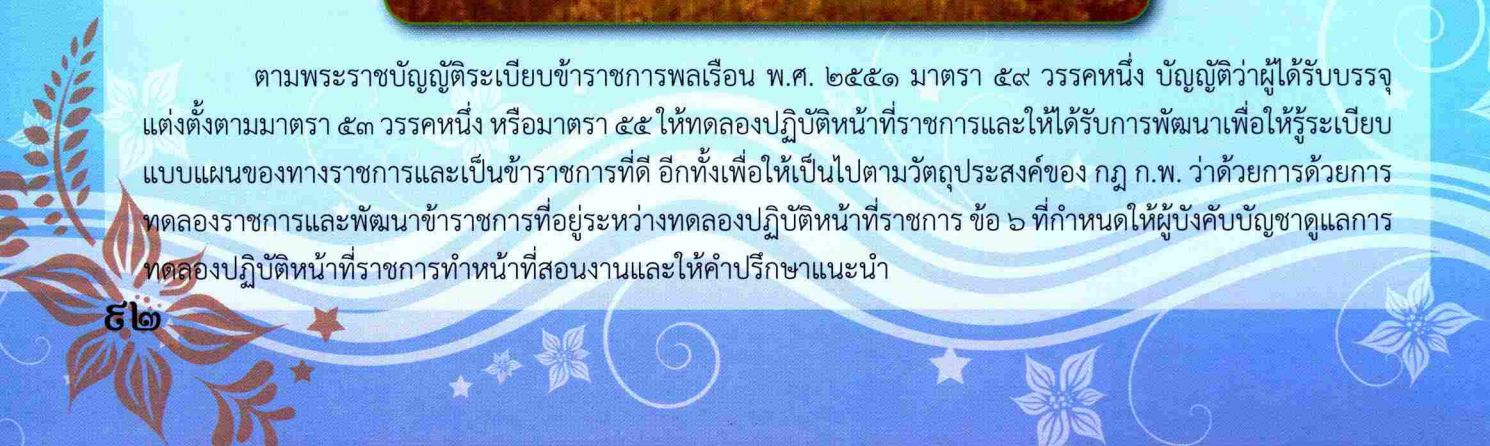 ตามพระราชบัญญัติระเบียบข้าราชการพลเรือน พ.ศ. ๒๕๕๑ มาตรา ๕๙ วรรคหนึ่ง บัญญัติว่าผู้ได้รับบรรจุ
แต่งตั้งตามมาตรา ๕๓ วรรคหนึ่ง หรือมาตรา ๕๕ ให้ทดลองปฏิบัติหน้าที่ราชการและให้ได้รับการพัฒนาเพื่อให้รู้ระเบียบ
แบบแผนของทางราชการและเป็นข้าราชการที่ดี อีกทั้งเพื่อให้เป็นไปตามวัตถุประสงค์ของ กฎ ก.พ. ว่าด้วยการด้วยการ
ทดลองราชการและพัฒนาข้าราชการที่อยู่ระหว่างทดลองปฏิบัติหน้าที่ราชการ ข้อ ๖ ที่กำหนดให้ผู้บังคับบัญชาดูแลการ
ทดลองปฏิบัติหน้าที่ราชการทำหน้าที่สอนงานและให้คำปรึกษาแนะนำ
๙๒